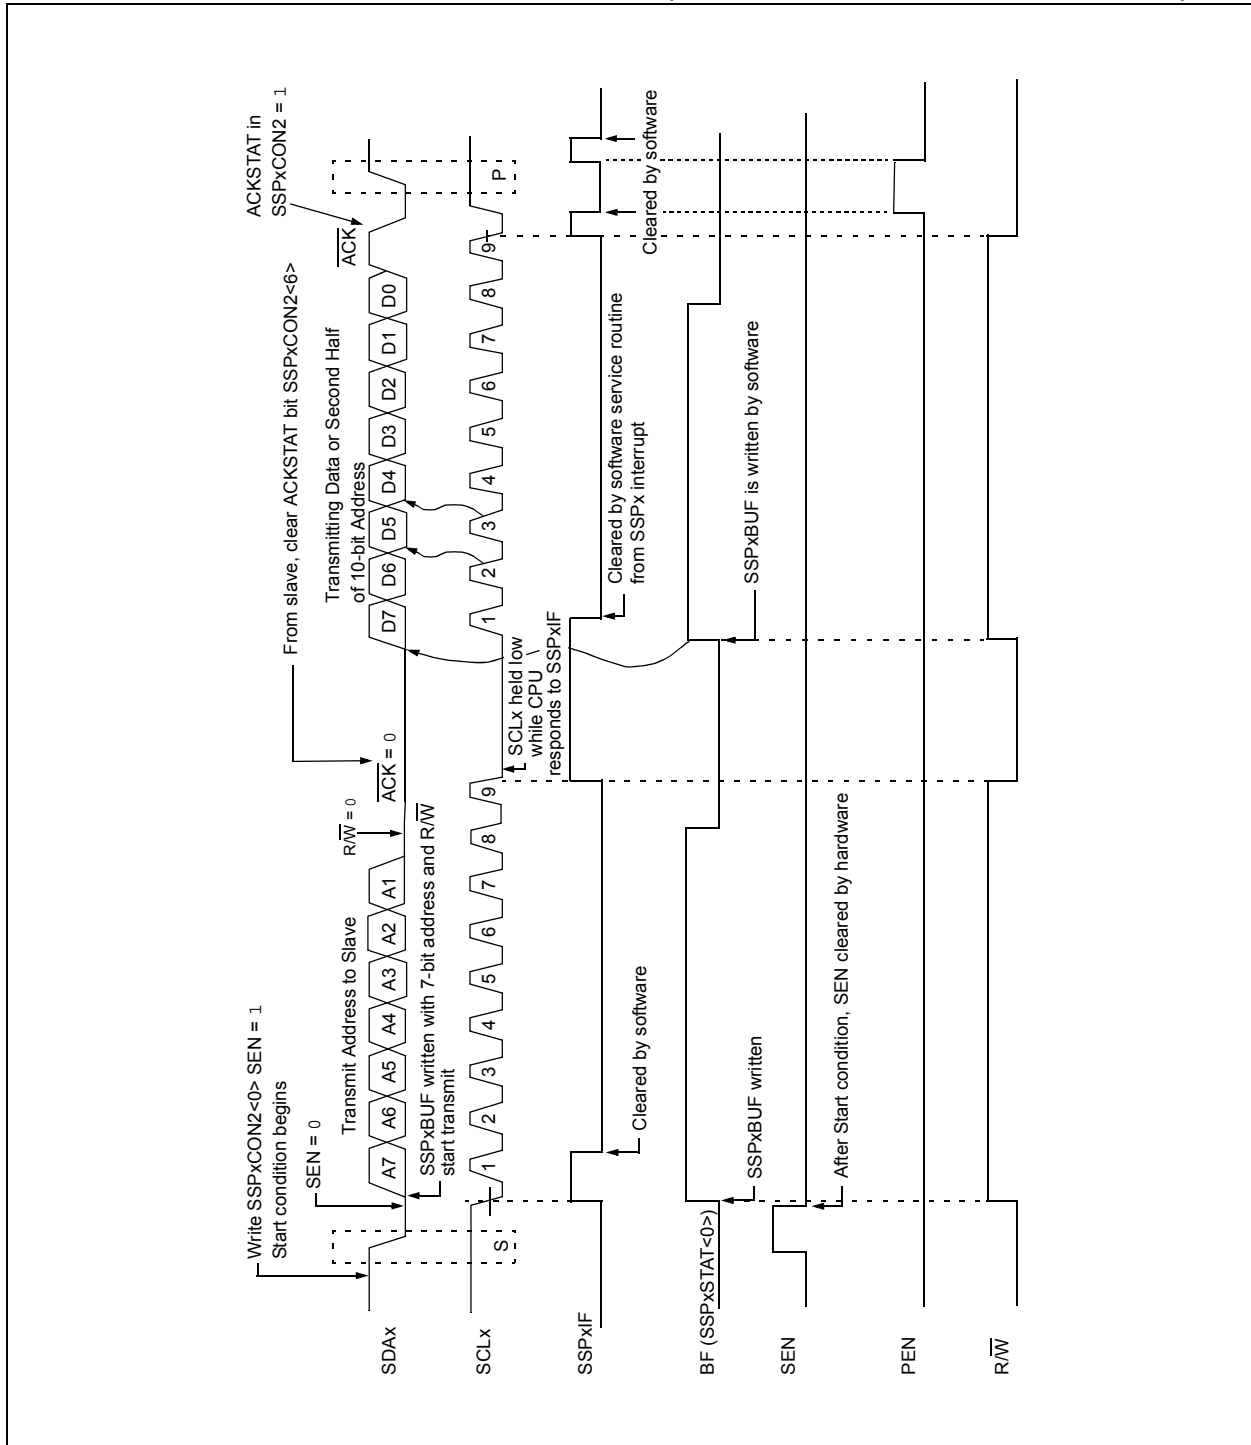 Write SSPxCON2<0> SEN = 1
Start condition begins
SEN = 0
From slave, clear ACKSTAT bit SSPxCON2<6>
ACKSTAT in
SSPxCON2 = 1
Transmit Address to Slave
R/W = 0
ACK = 0
Transmitting Data or Second Half
of 10-bit Address
ACK
SDAx
A7 A6 A5 A4 A3 A2 A1
D7 D6 D5 D4 D3 D2 D1 D0
SSPxBUF written with 7-bit address and R/W
start transmit
SCLx
S
1 2 3 4 5 6 7 8 9
1 2 3 4 5 6 7 8 9
P
SCLx held low
while CPU
responds to SSPxIF
SSPxIF
Cleared by software
Cleared by software service routine
from SSPx interrupt
Cleared by software
Cleared by software
BF (SSPxSTAT<0>)
SSPxBUF written
SSPxBUF is written by software
SEN
After Start condition, SEN cleared by hardware
PEN
R/W